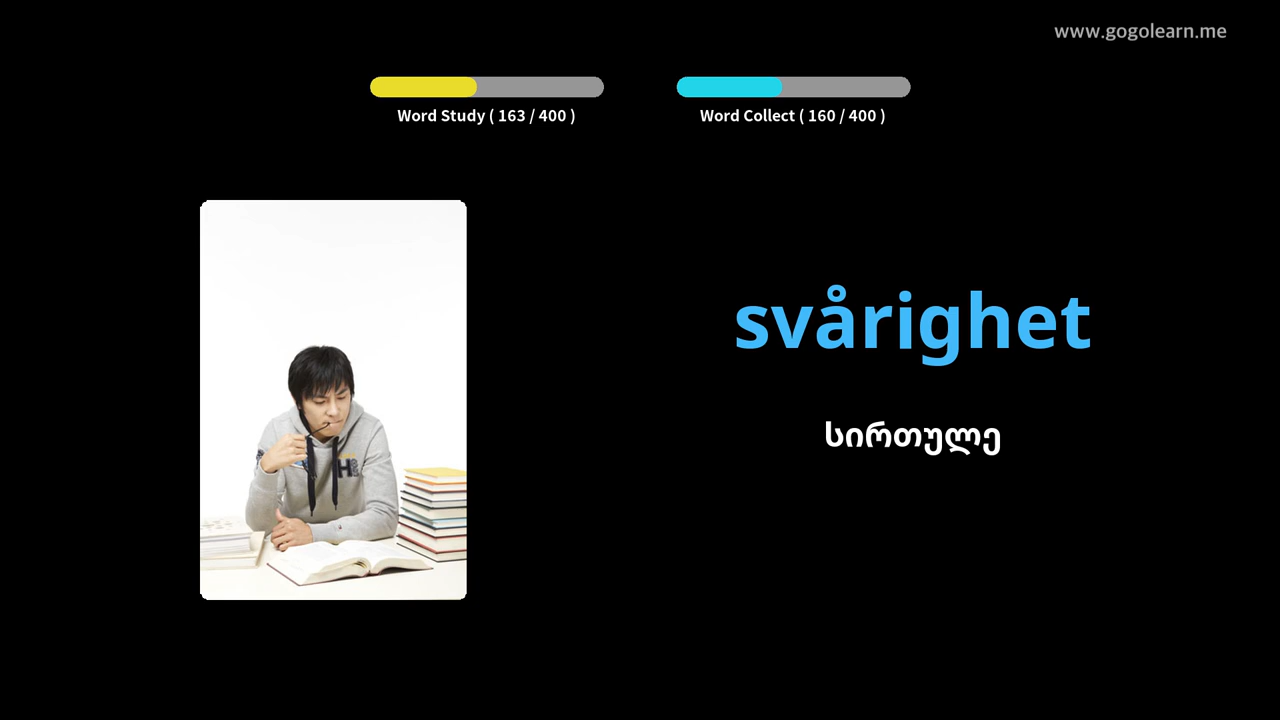 www.gogolearn.me
Word Study ( 163 / 400 )
Word Collect ( 160 / 400 )
svårighet
სირთულე
H